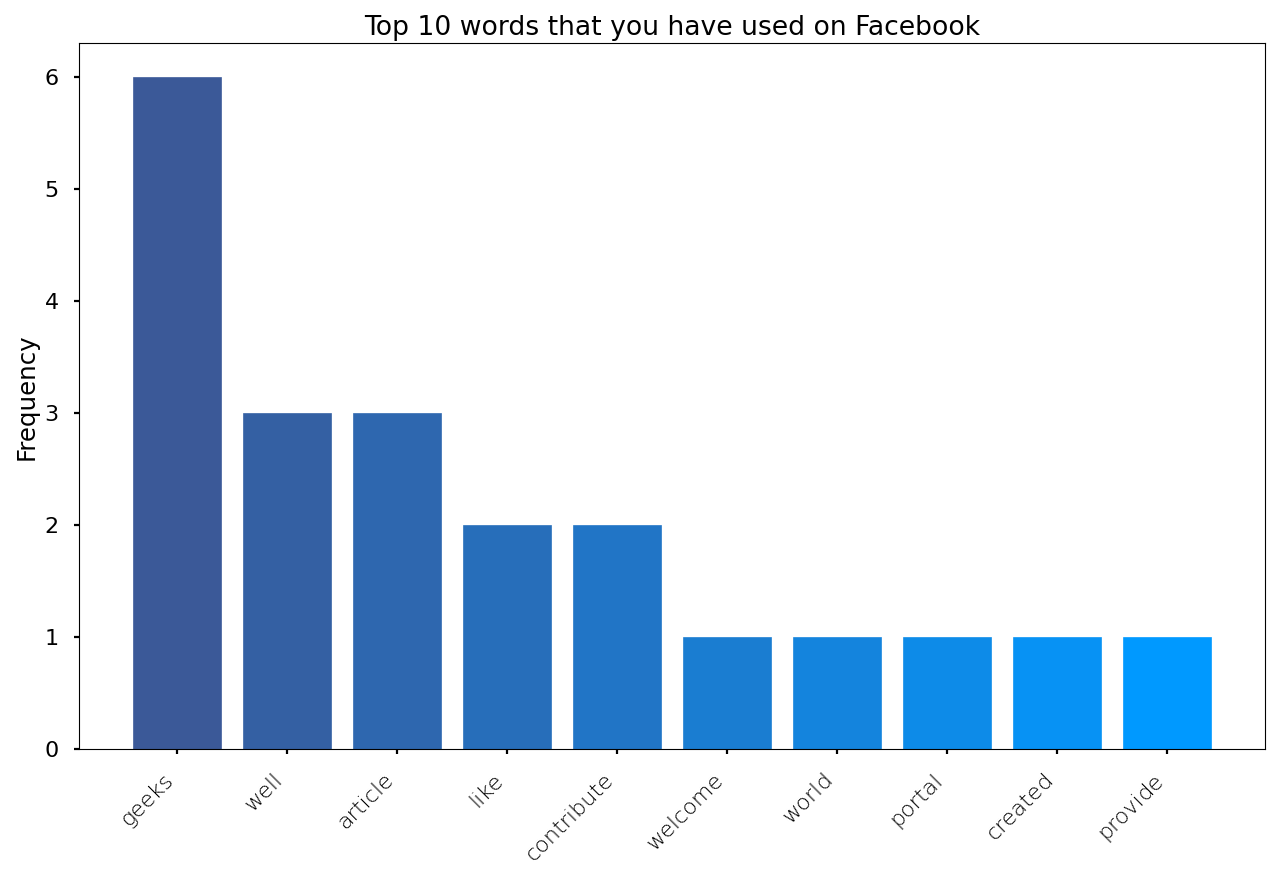 Top 10 words that you have used on Facebook
Frequency
6
5
4
3
2
1
0
geeks
well
article
like
contribute
welcome
world
portal
created
provide